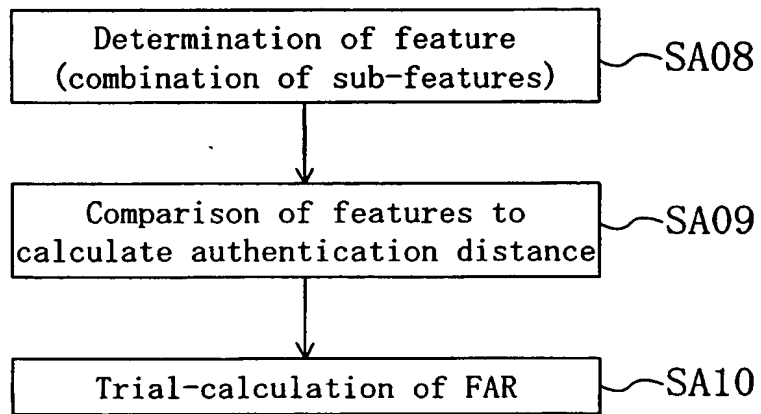 Determination of feature
(combination of sub-features)
SA08
Comparison of features to
calculate authentication distance
SA09
Trial-calculation of FAR
SA10